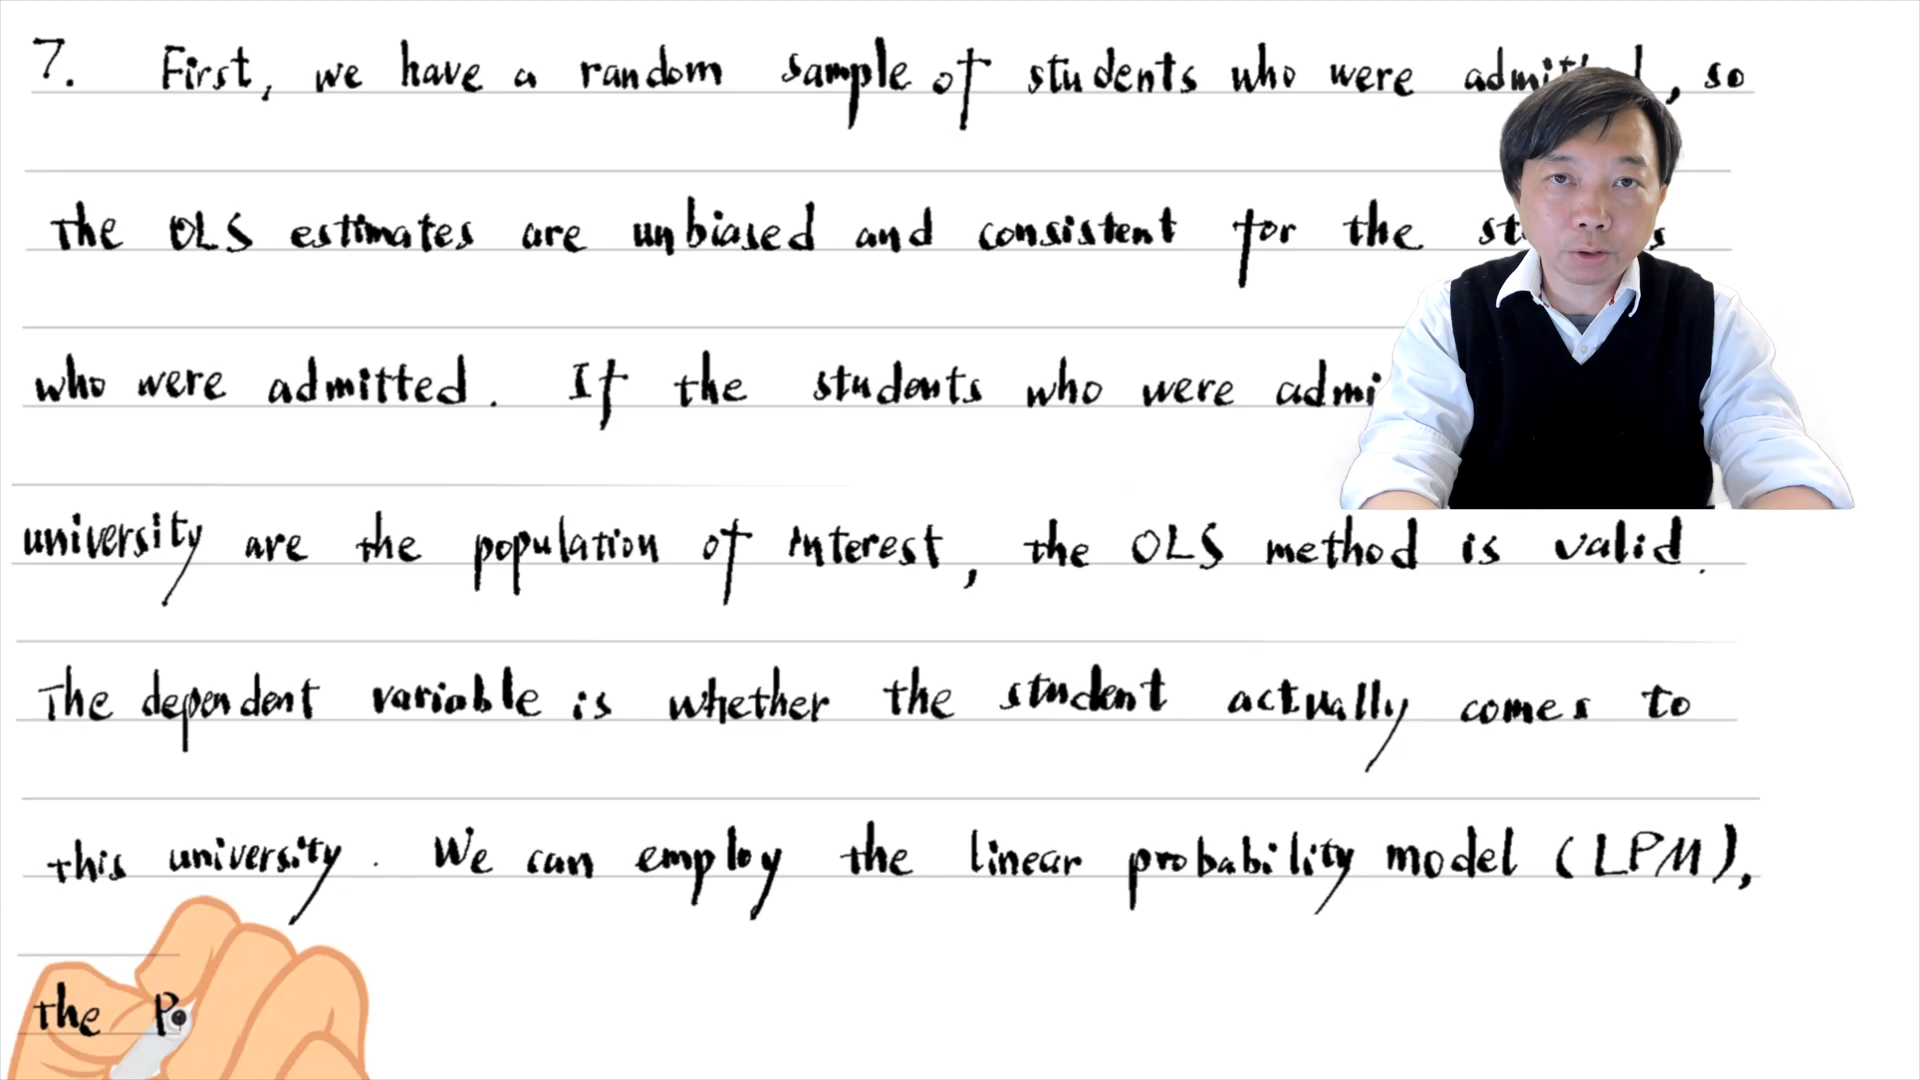 7. First, we have a random sample of students who were , so
the OLS estimates are unbiased and consistent for the
who were admitted. If the students who were
university are the population of interest, the OLS method is valid.
The dependent variable is whether the student actually comes to
this university. We can employ the linear probability model (LPM),
the